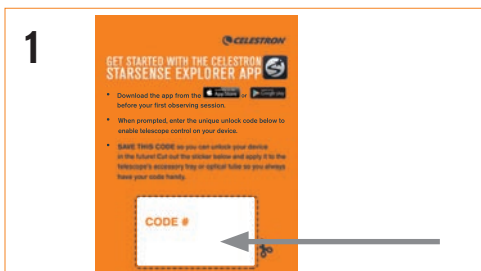 1
CELESTRON
GET STARTED WITH THE CELESTRON
STARSENSE EXPLORER APP
• Download the app from the App Store or Google Play
before your first observing session.
• When prompted, enter the unique unlock code below to
enable telescope control on your device.
• SAVE THIS CODE so you can unlock your device
in the future! Cut out the sticker below and apply it to the
telescope's accessory tray or optical tube so you always
have your code handy.
CODE #